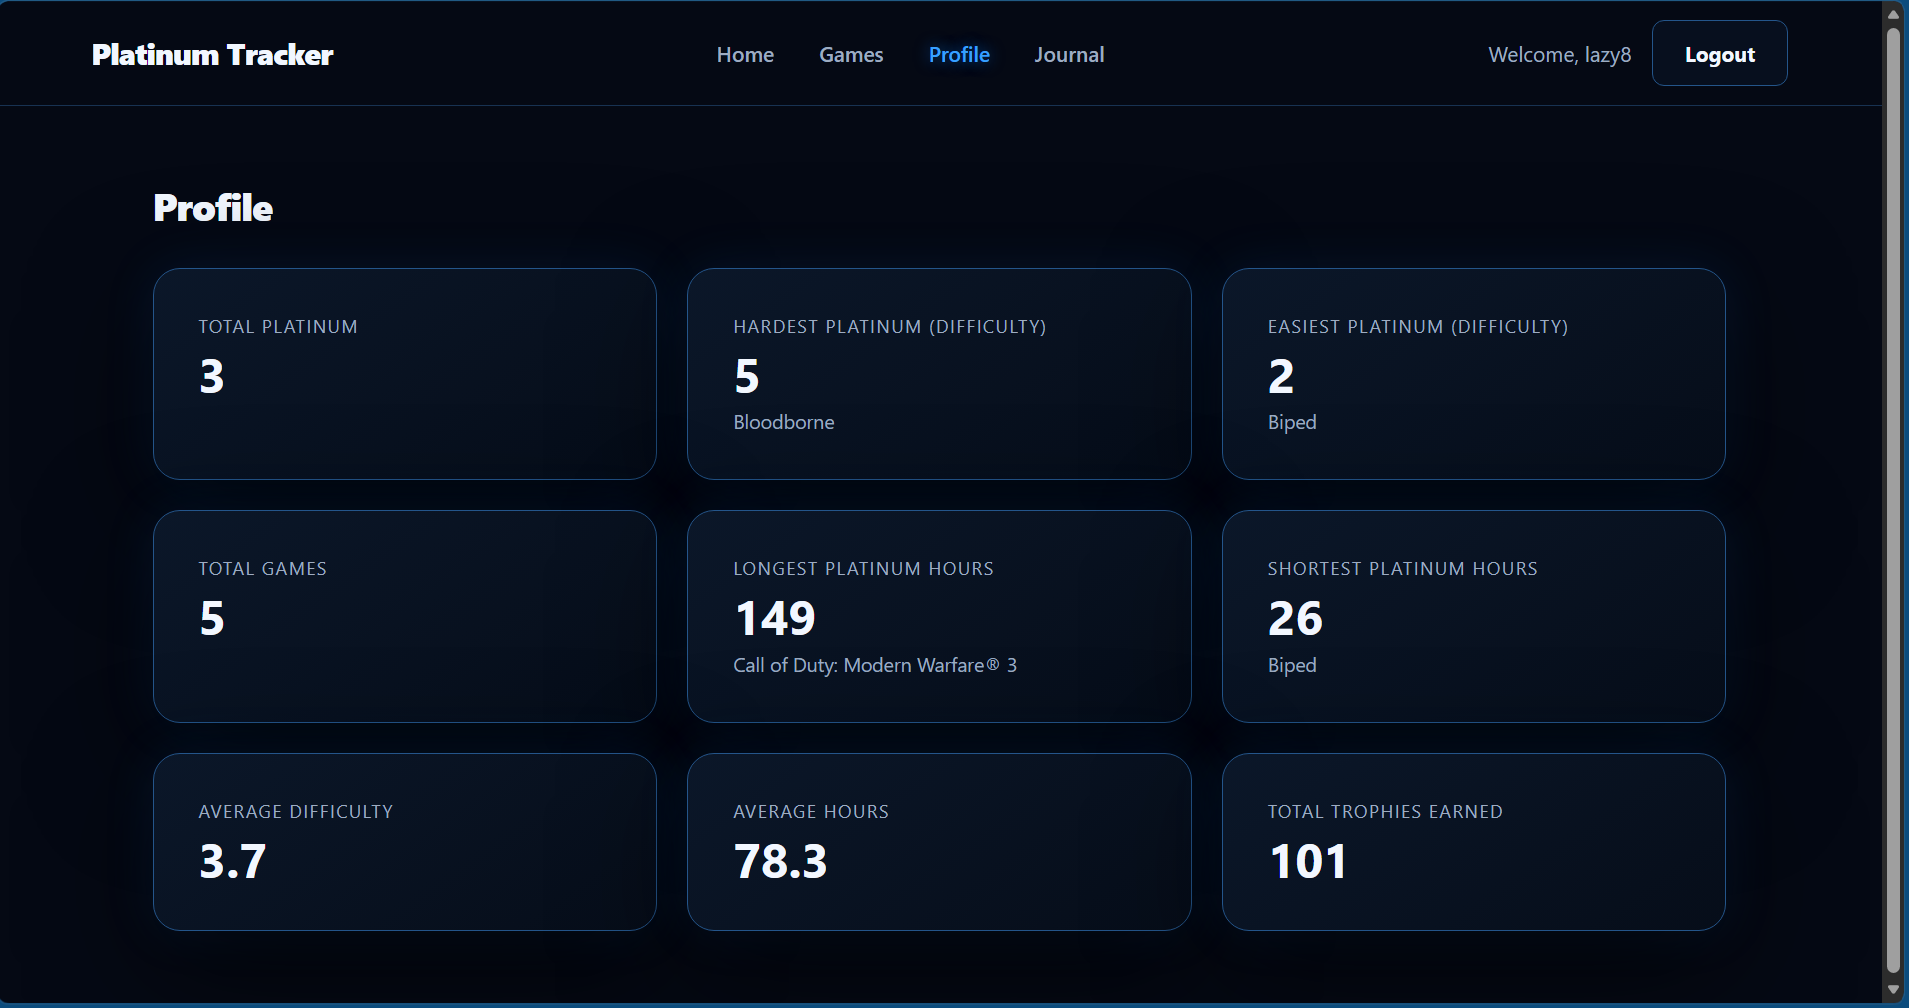 Platinum Tracker
Home Games Profile Journal
Welcome, lazy8 Logout
Profile
TOTAL PLATINUM
3
HARDEST PLATINUM (DIFFICULTY)
5
Bloodborne
EASIEST PLATINUM (DIFFICULTY)
2
Biped
TOTAL GAMES
5
LONGEST PLATINUM HOURS
149
Call of Duty: Modern Warfare® 3
SHORTEST PLATINUM HOURS
26
Biped
AVERAGE DIFFICULTY
3.7
AVERAGE HOURS
78.3
TOTAL TROPHIES EARNED
101